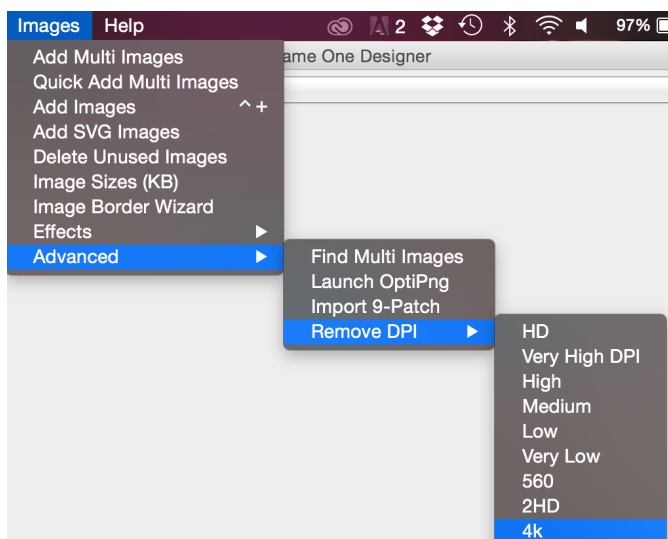 Images Help 2 97%
ame One Designer
Add Multi Images
Quick Add Multi Images
Add Images ^+
Add SVG Images
Delete Unused Images
Image Sizes (KB)
Image Border Wizard
Effects
Advanced
Find Multi Images
Launch OptiPng
Import 9-Patch
Remove DPI
HD
Very High DPI
High
Medium
Low
Very Low
560
2HD
4k